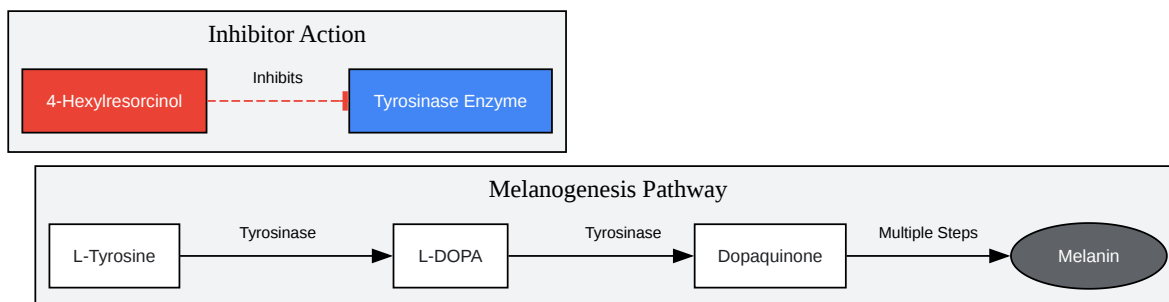 Inhibitor Action
4-Hexylresorcinol
Inhibits
Tyrosinase Enzyme
Melanogenesis Pathway
L-Tyrosine
Tyrosinase
L-DOPA
Tyrosinase
Dopaquinone
Multiple Steps
Melanin